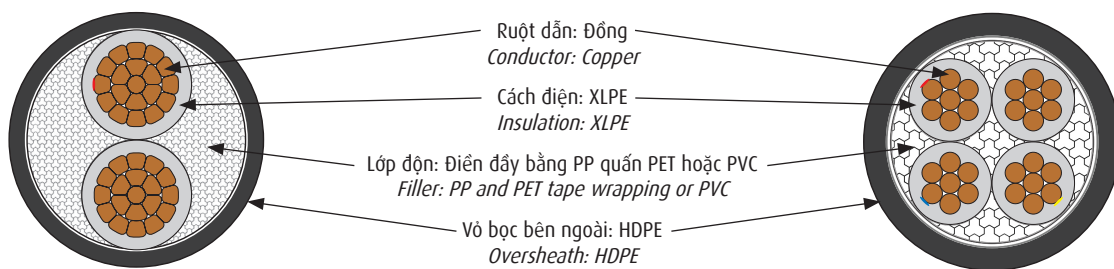 Ruột dẫn: Đồng
Conductor: Copper
Cách điện: XLPE
Insulation: XLPE
Lớp độn: Điền đầy bằng PP quấn PET hoặc PVC
Filler: PP and PET tape wrapping or PVC
Vỏ bọc bên ngoài: HDPE
Oversheath: HDPE